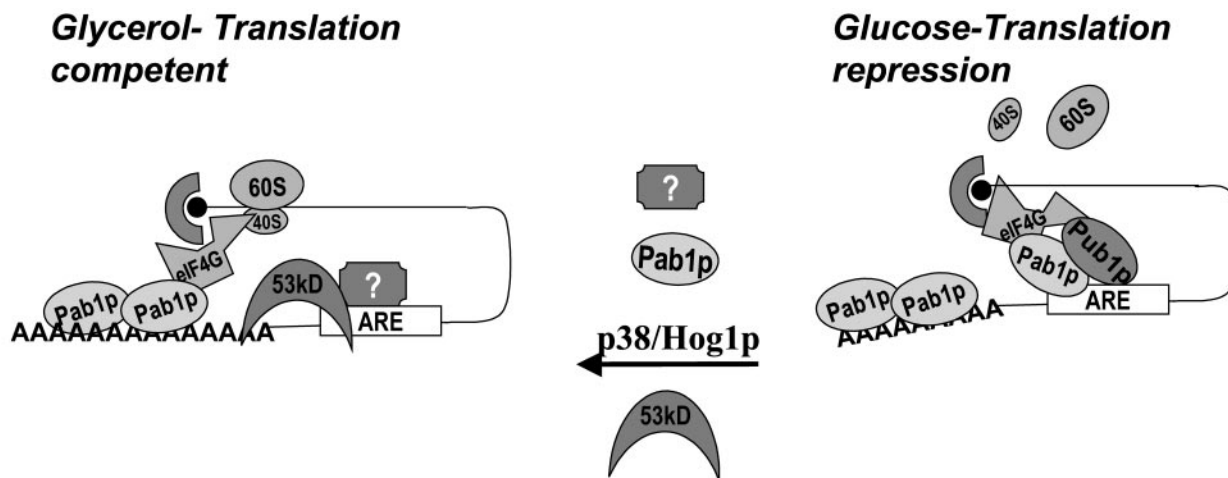 Glycerol- Translation
competent
60S
40S
eIF4G
Pab1p
Pab1p
53kD
?
ARE
AAAAAAAAAAAAAA
?
Pab1p
p38/Hog1p
53kD
Glucose-Translation
repression
40S
60S
eIF4G
Pub1p
Pab1p
ARE
Pab1p
Pab1p
AAAAAAAAA